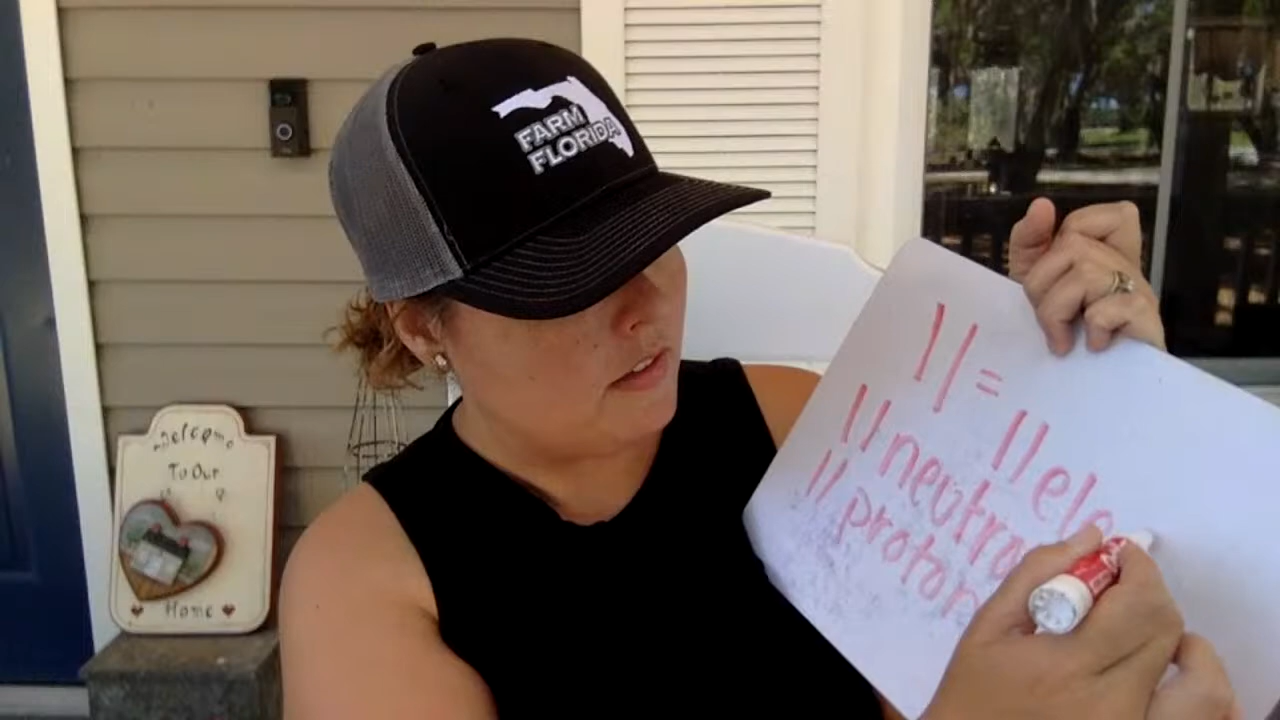 FARM
FLORIDA
Welcome
To Our
Home
11 =
11 ele
11 neutro
11 proton